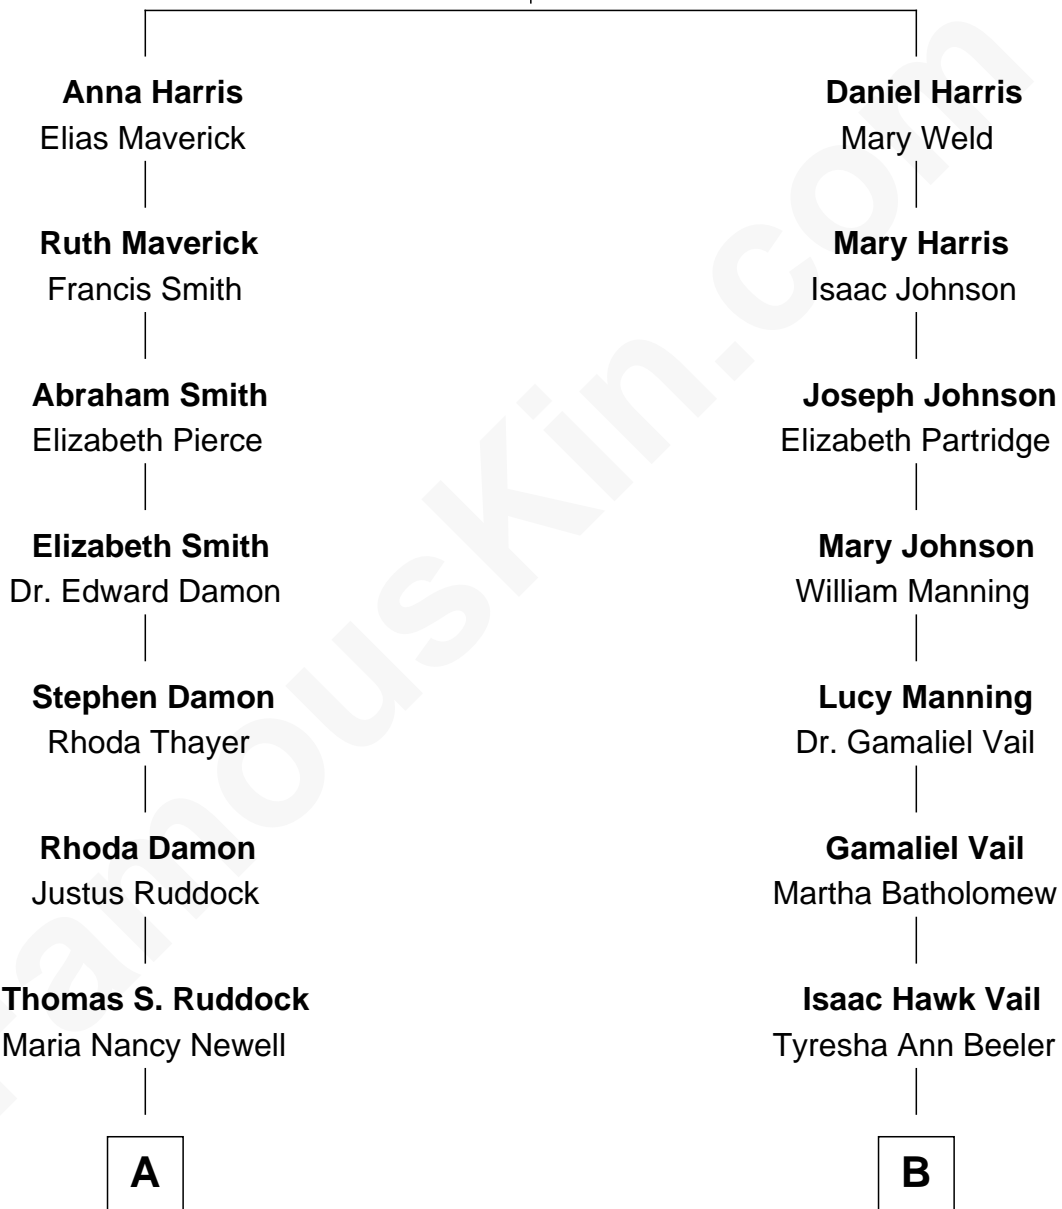 Anna Harris
Elias Maverick
Ruth Maverick
Francis Smith
Abraham Smith
Elizabeth Pierce
Elizabeth Smith
Dr. Edward Damon
Stephen Damon
Rhoda Thayer
Rhoda Damon
Justus Ruddock
Thomas S. Ruddock
Maria Nancy Newell
A
Daniel Harris
Mary Weld
Mary Harris
Isaac Johnson
Joseph Johnson
Elizabeth Partridge
Mary Johnson
William Manning
Lucy Manning
Dr. Gamaliel Vail
Gamaliel Vail
Martha Batholomew
Isaac Hawk Vail
Tyresha Ann Beeler
B
FamousKin.com